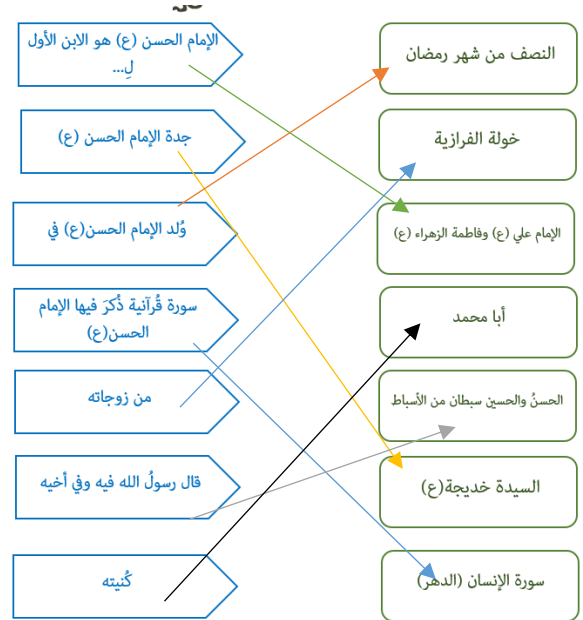 الإمام الحسن (ع) هو الابن الأول
لِ...
جدة الإمام الحسن (ع)
وُلد الإمام الحسن(ع) في
سورة قُرآنية ذُكرَ فيها الإمام
الحسن(ع)
من زوجاته
قال رسولُ الله فيه وفي أخيه
كُنيته
النصف من شهر رمضان
خولة الفرازية
الإمام علي (ع) وفاطمة الزهراء (ع)
أبا محمد
الحسنُ والحسين سبطان من الأسباط
السيدة خديجة(ع)
سورة الإنسان (الدهر)